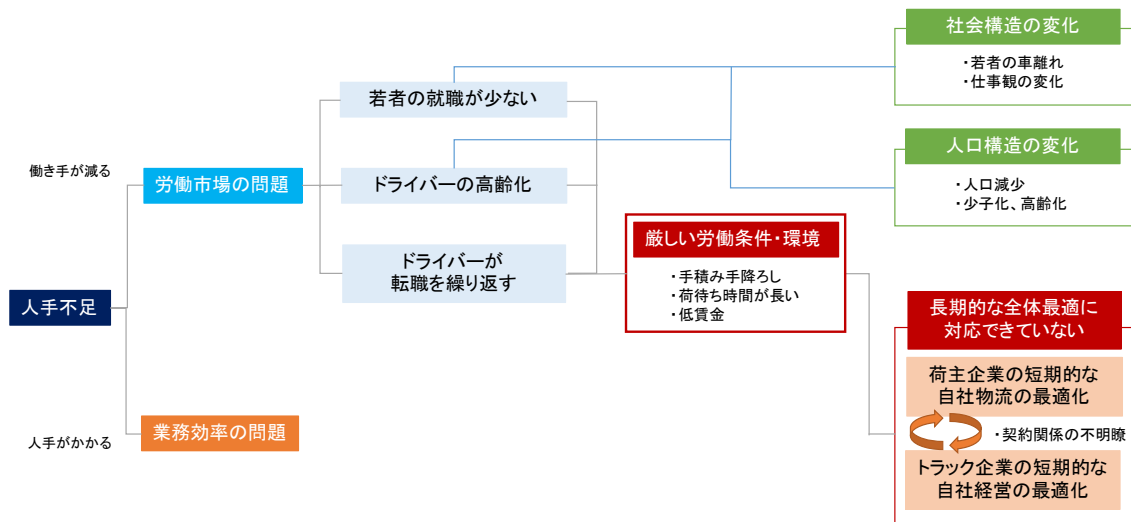 社会構造の変化
・若者の車離れ
・仕事観の変化
若者の就職が少ない
人口構造の変化
働き手が減る
労働市場の問題
ドライバーの高齢化
・人口減少
・少子化、高齢化
厳しい労働条件・環境
ドライバーが
転職を繰り返す
・手積み手降ろし
・荷待ち時間が長い
・低賃金
人手不足
長期的な全体最適に
対応できていない
荷主企業の短期的な
自社物流の最適化
人手がかかる
業務効率の問題
・契約関係の不明瞭
トラック企業の短期的な
自社経営の最適化